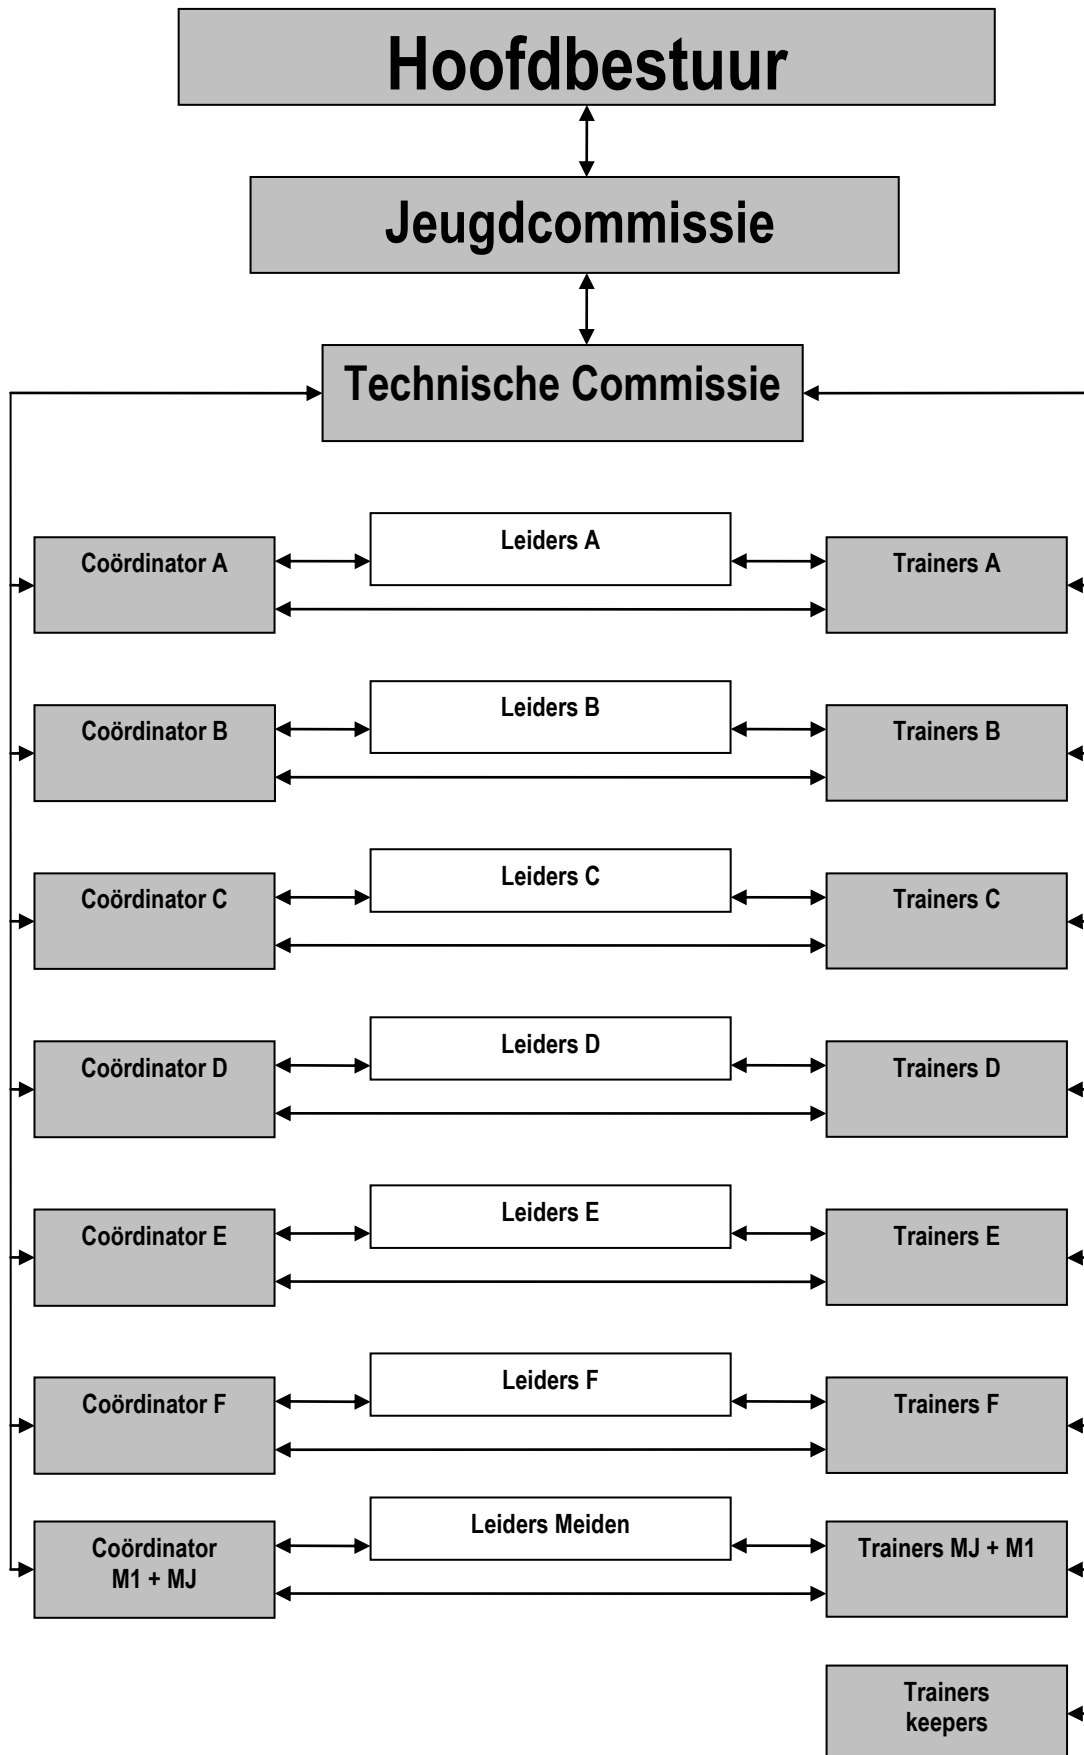 Hoofdbestuur
Jeugdcommissie
Technische Commissie
Coördinator A
Leiders A
Trainers A
Coördinator B
Leiders B
Trainers B
Coördinator C
Leiders C
Trainers C
Coördinator D
Leiders D
Trainers D
Coördinator E
Leiders E
Trainers E
Coördinator F
Leiders F
Trainers F
Coördinator
M1 + MJ
Leiders Meiden
Trainers MJ + M1
Trainers
keepers